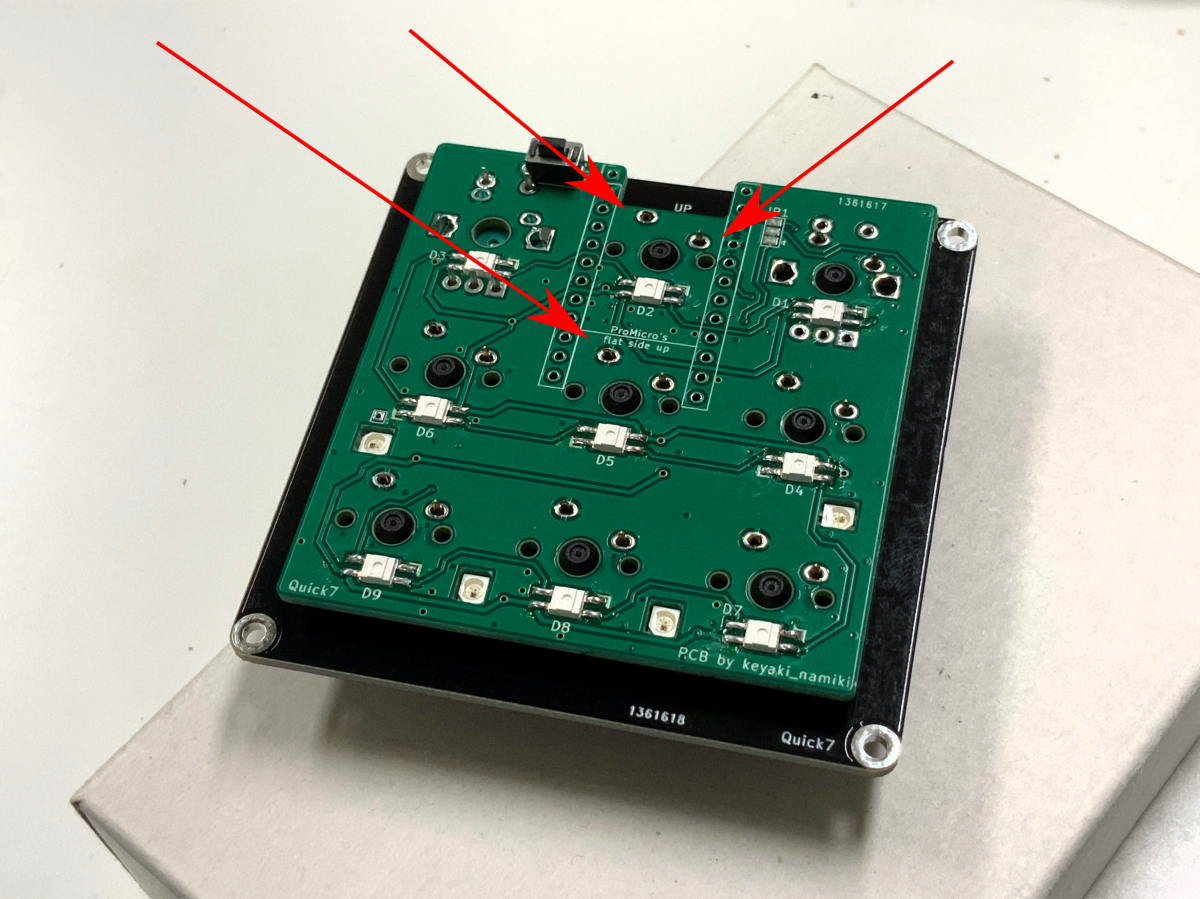 UP
1361617
JP1
D3
D2
D1
ProMicro's
flat side up
D6
D5
D4
Quick7
D9
D8
D7
PCB by keyaki_namiki
1361618
Quick7